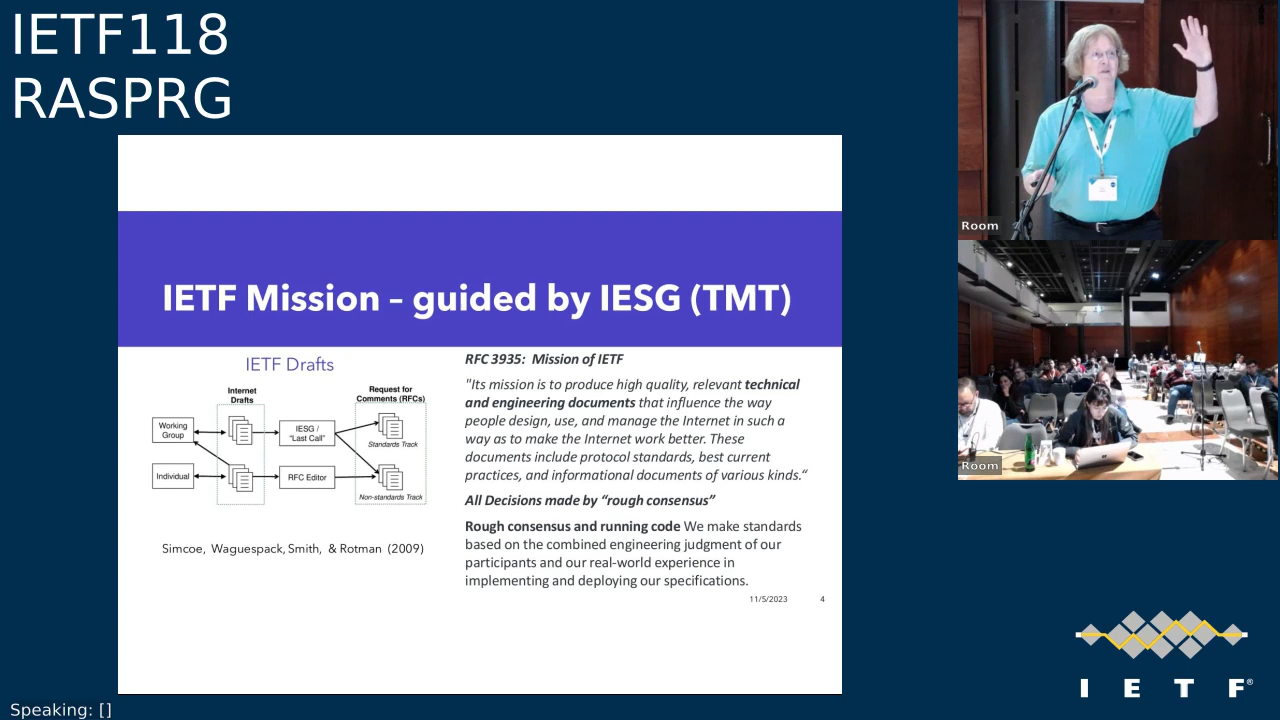 IETF118
RASPRG
IETF Mission – guided by IESG (TMT)
IETF Drafts
Internet
Drafts
Request for
Comments (RFCs)
Working
Group
IESG /
"Last Call"
Standards Track
Individual
RFC Editor
Non-standards Track
Simcoe, Waguespack, Smith, & Rotman (2009)
RFC 3935: Mission of IETF
"Its mission is to produce high quality, relevant technical
and engineering documents that influence the way
people design, use, and manage the Internet in such a
way as to make the Internet work better. These
documents include protocol standards, best current
practices, and informational documents of various kinds.“
All Decisions made by “rough consensus”
Rough consensus and running code We make standards
based on the combined engineering judgment of our
participants and our real-world experience in
implementing and deploying our specifications.
11/5/2023 4
Room
Room
I E T F®
Speaking: []